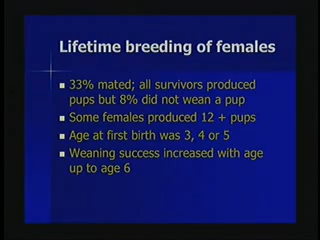 Lifetime breeding of females
33% mated; all survivors produced
pups but 8% did not wean a pup
Some females produced 12 + pups
Age at first birth was 3, 4 or 5
Weaning success increased with age
up to age 6